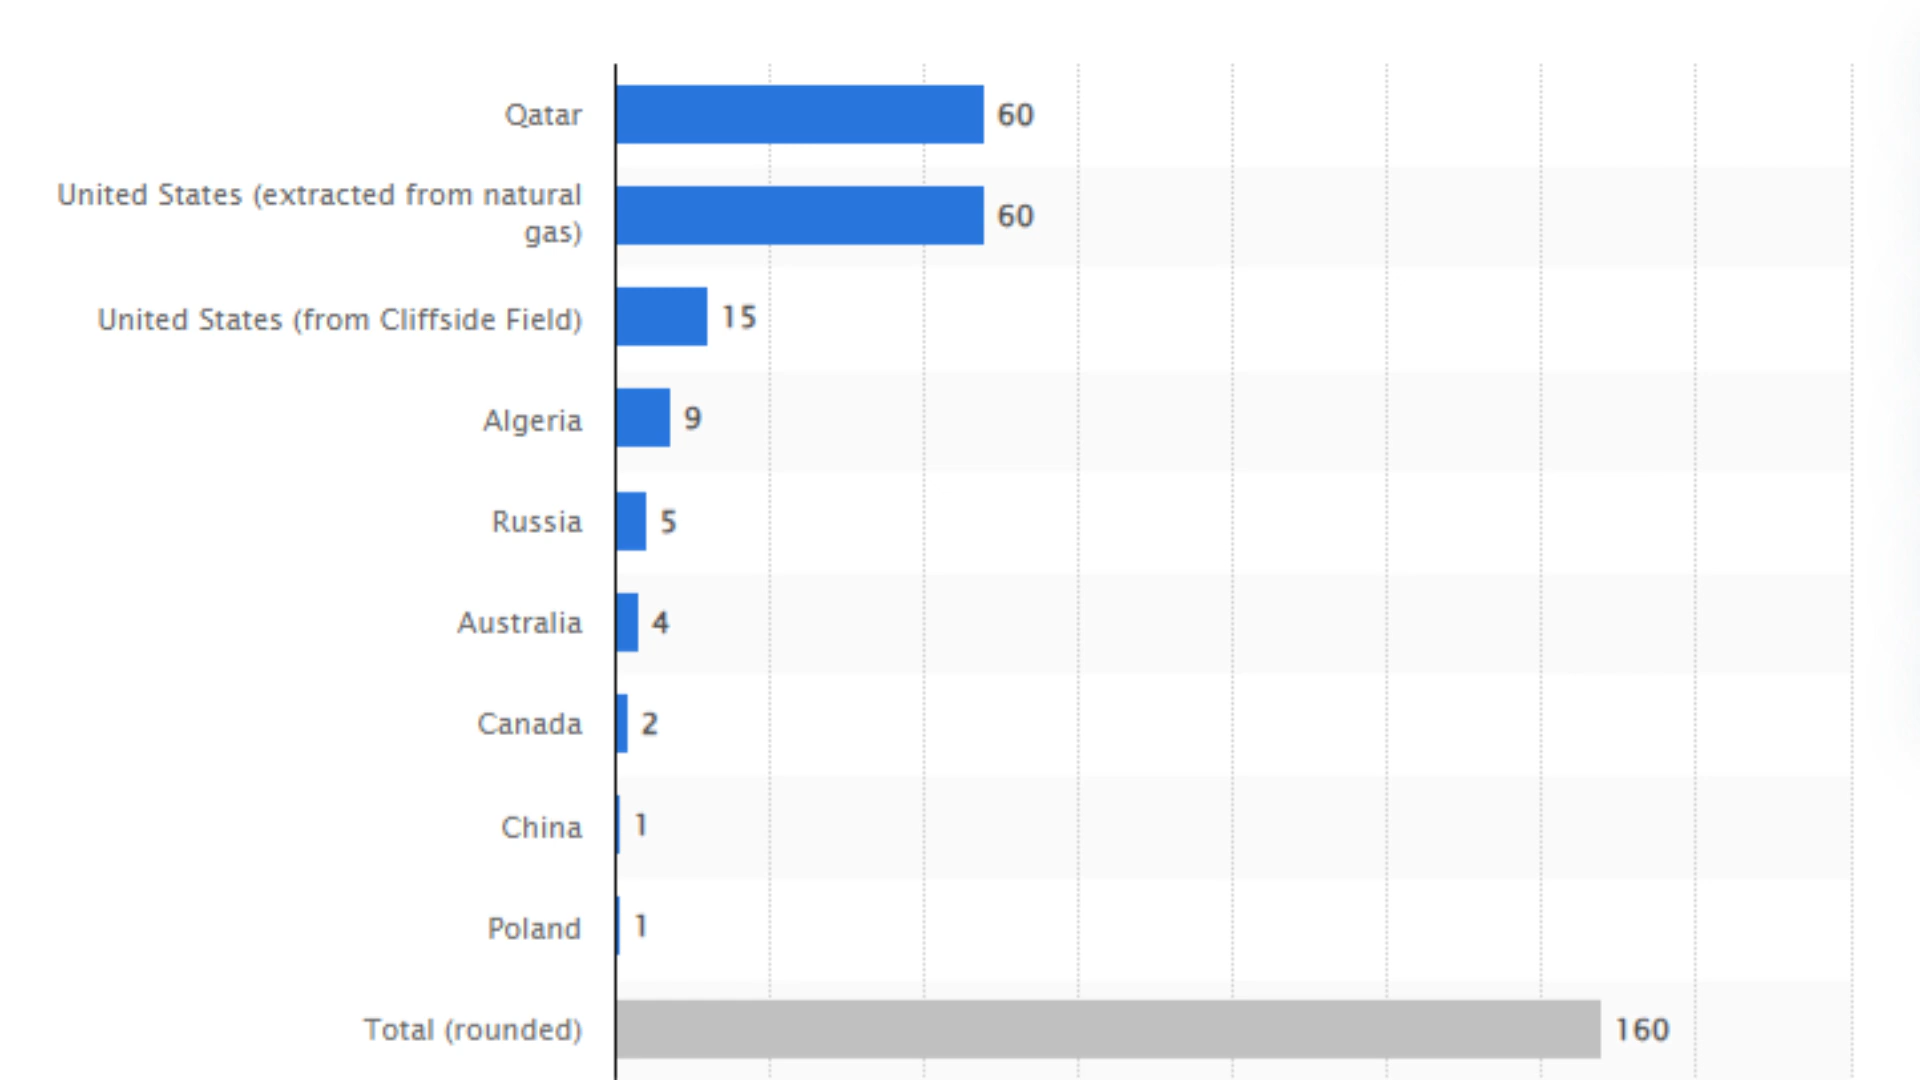 Qatar 60
United States (extracted from natural
gas) 60
United States (from Cliffside Field) 15
Algeria 9
Russia 5
Australia 4
Canada 2
China 1
Poland 1
Total (rounded) 160